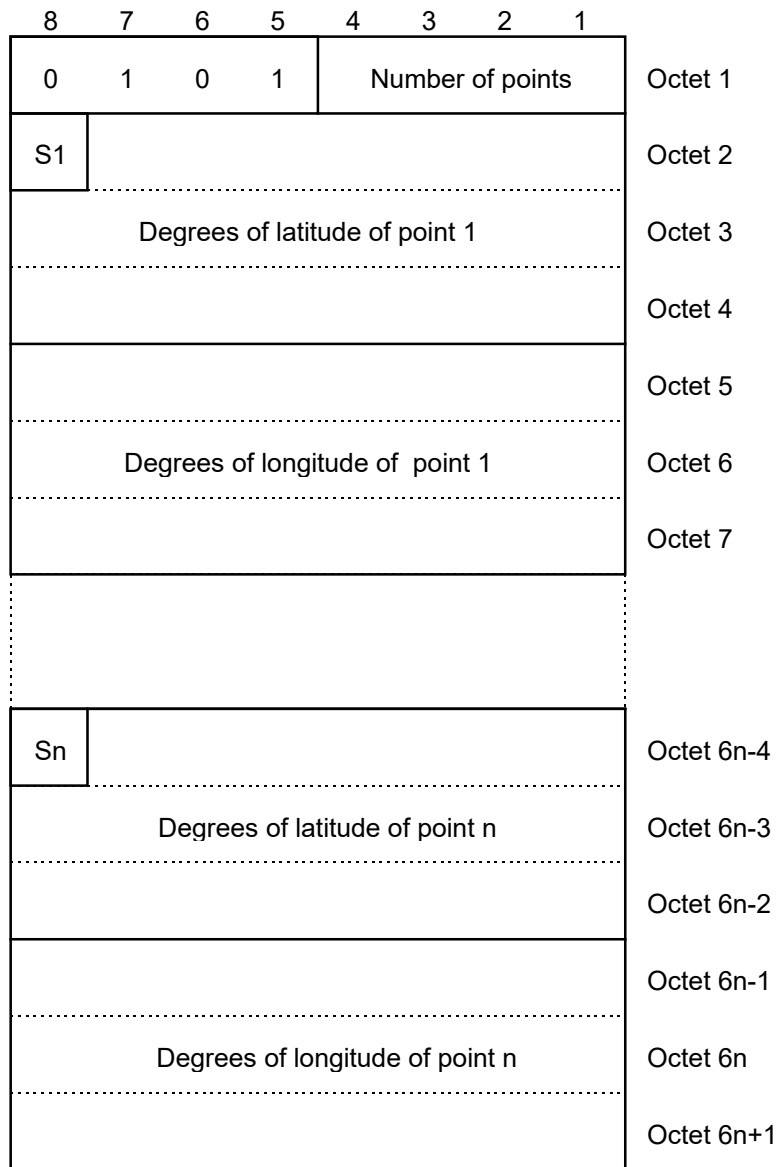 8 7 6 5 4 3 2 1
0 1 0 1 Number of points Octet 1
S1 Octet 2
Degrees of latitude of point 1 Octet 3
Octet 4
Octet 5
Degrees of longitude of  point 1 Octet 6
Octet 7
Sn Octet 6n-4
Degrees of latitude of point n Octet 6n-3
Octet 6n-2
Octet 6n-1
Degrees of longitude of point n Octet 6n
Octet 6n+1